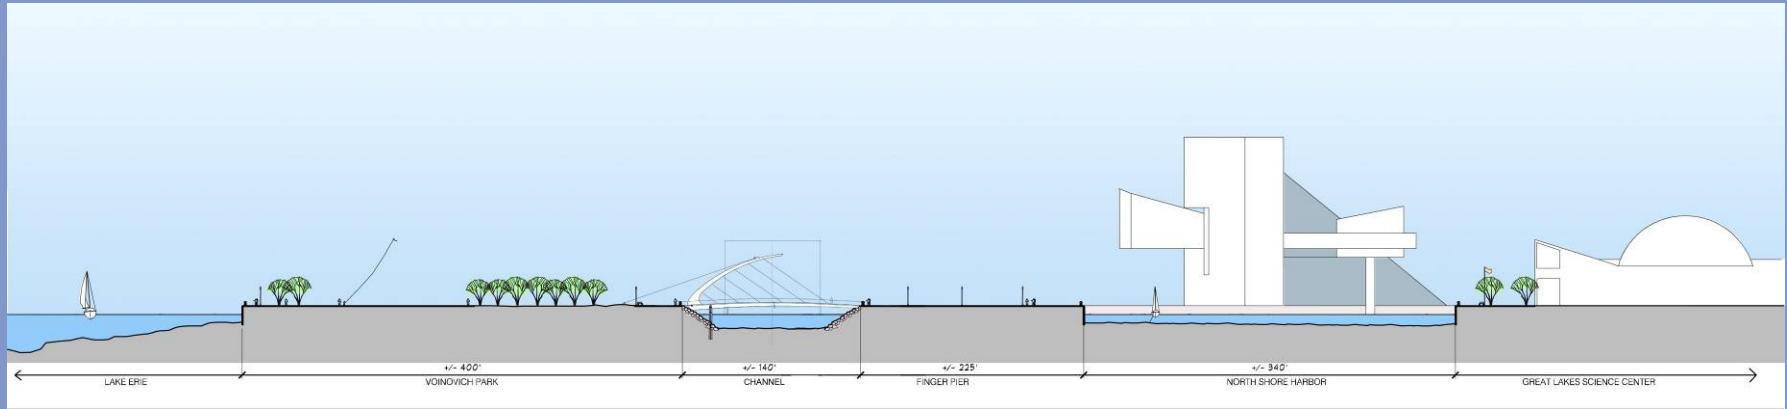 +/- 400' +/- 140' +/- 225' +/- 340'
LAKE ERIE VOINOVICH PARK CHANNEL FINGER PIER NORTH SHORE HARBOR GREAT LAKES SCIENCE CENTER